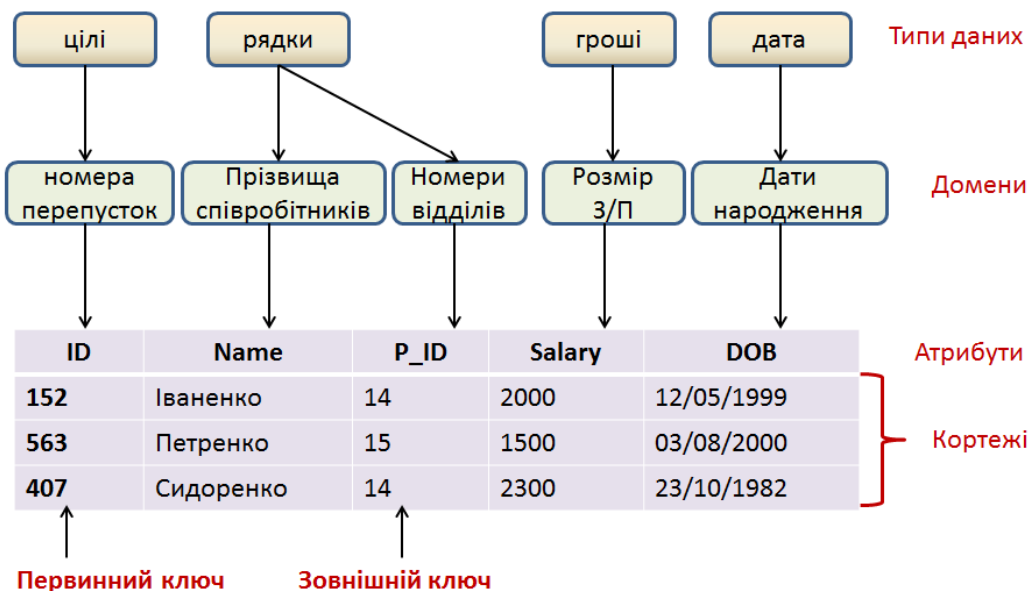 цілі рядки гроші дата Типи даних
номера Прізвища Номери Розмір Дати Домени
перепусток співробітників відділів З/П народження
ID Name P_ID Salary DOB Атрибути
152 Іваненко 14 2000 12/05/1999
563 Петренко 15 1500 03/08/2000 Кортежі
407 Сидоренко 14 2300 23/10/1982
Первинний ключ Зовнішній ключ